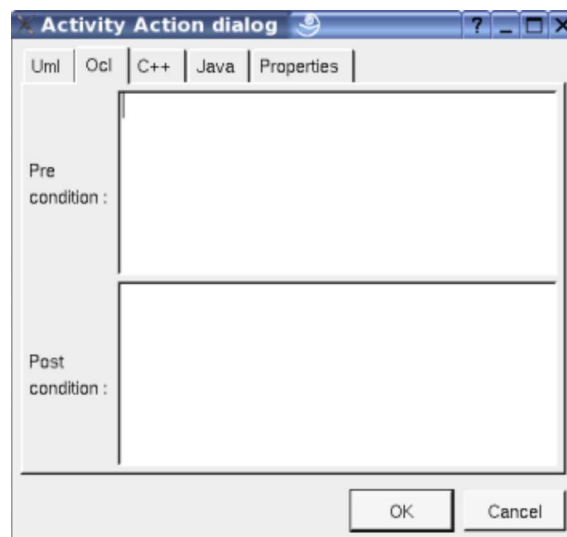 Activity Action dialog
Uml Ocl C++ Java Properties
Pre
condition :
Post
condition :
OK Cancel